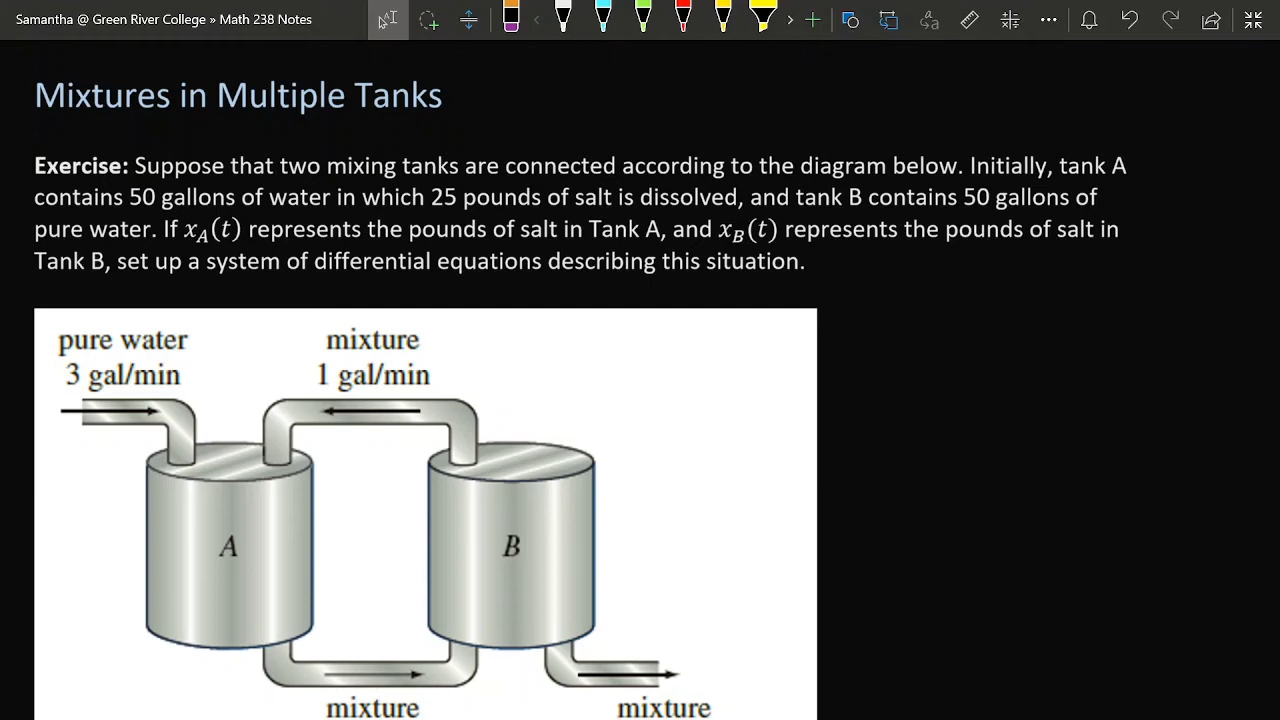 Samantha @ Green River College » Math 238 Notes
Mixtures in Multiple Tanks
Exercise: Suppose that two mixing tanks are connected according to the diagram below. Initially, tank A
contains 50 gallons of water in which 25 pounds of salt is dissolved, and tank B contains 50 gallons of
pure water. If x_A(t) represents the pounds of salt in Tank A, and x_B(t) represents the pounds of salt in
Tank B, set up a system of differential equations describing this situation.
pure water
3 gal/min
mixture
1 gal/min
A
B
mixture
mixture